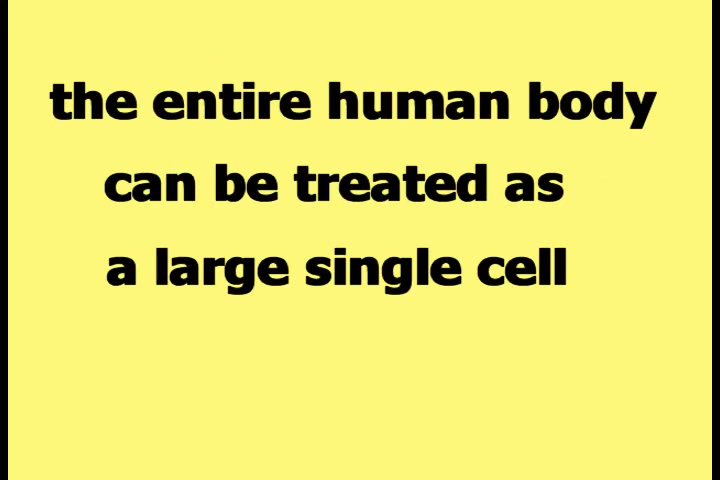 the entire human body
can be treated as
a large single cell